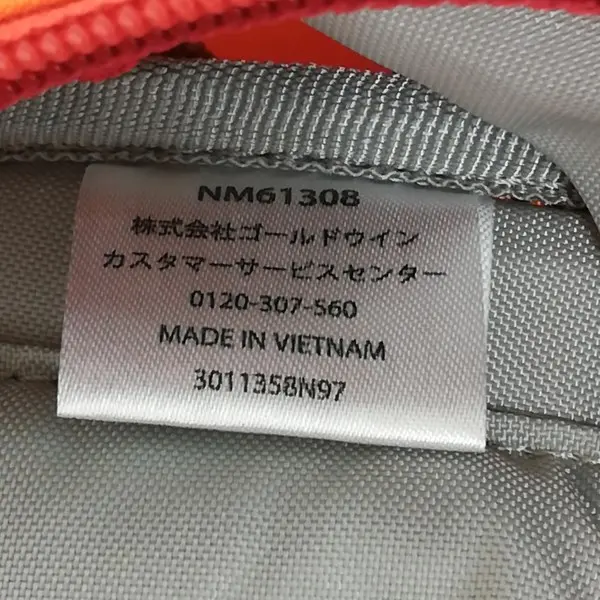 NM61308
株式会社ゴールドウイン
カスタマーサービスセンター
0120-307-560
MADE IN VIETNAM
3011358N97